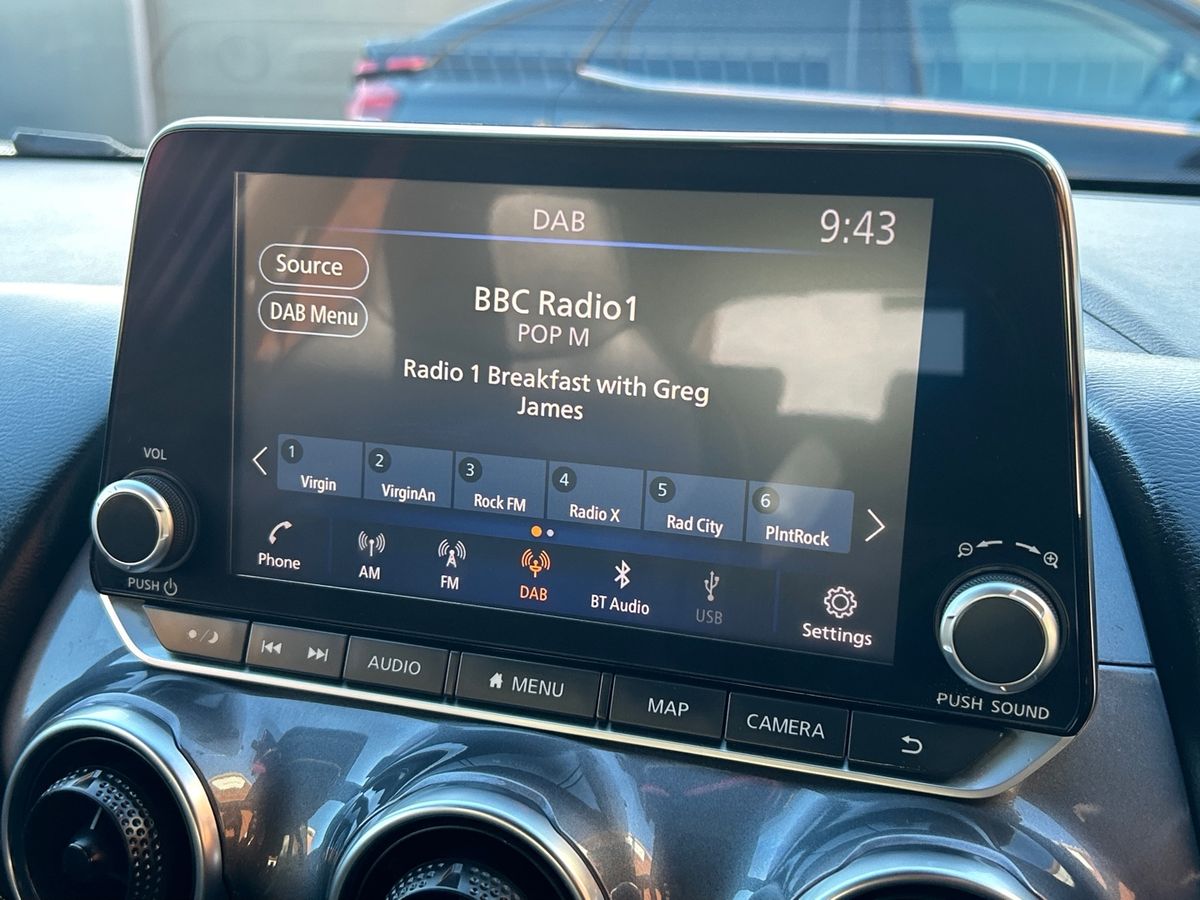 DAB
9:43
Source
DAB Menu
BBC Radio1
POP M
Radio 1 Breakfast with Greg
James
1
Virgin
2
VirginAn
3
Rock FM
4
Radio X
5
Rad City
6
PlntRock
Phone
AM
FM
DAB
BT Audio
USB
Settings
VOL
PUSH
PUSH SOUND
AUDIO
MENU
MAP
CAMERA